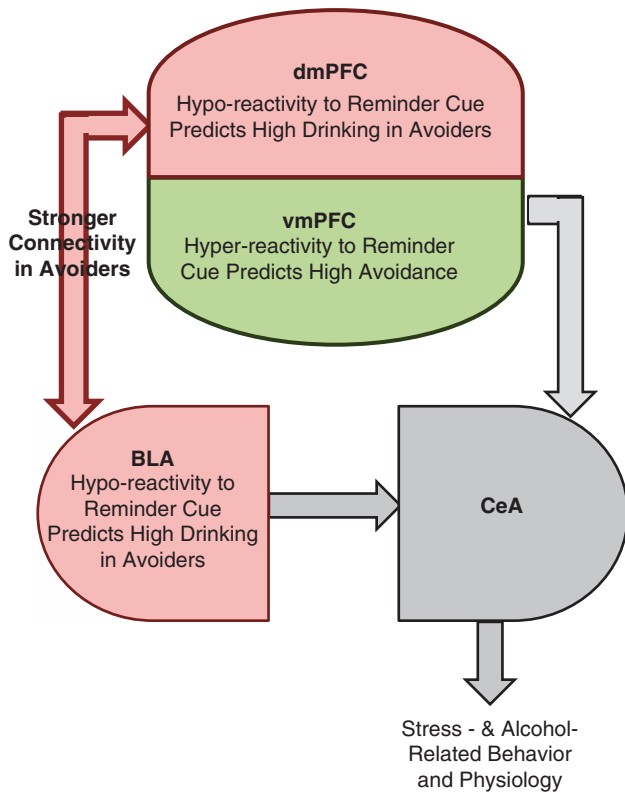 dmPFC
Hypo-reactivity to Reminder Cue
Predicts High Drinking in Avoiders
vmPFC
Hyper-reactivity to Reminder
Cue Predicts High Avoidance
Stronger
Connectivity
in Avoiders
BLA
Hypo-reactivity to
Reminder Cue
Predicts High Drinking
in Avoiders
CeA
Stress - & Alcohol-
Related Behavior
and Physiology